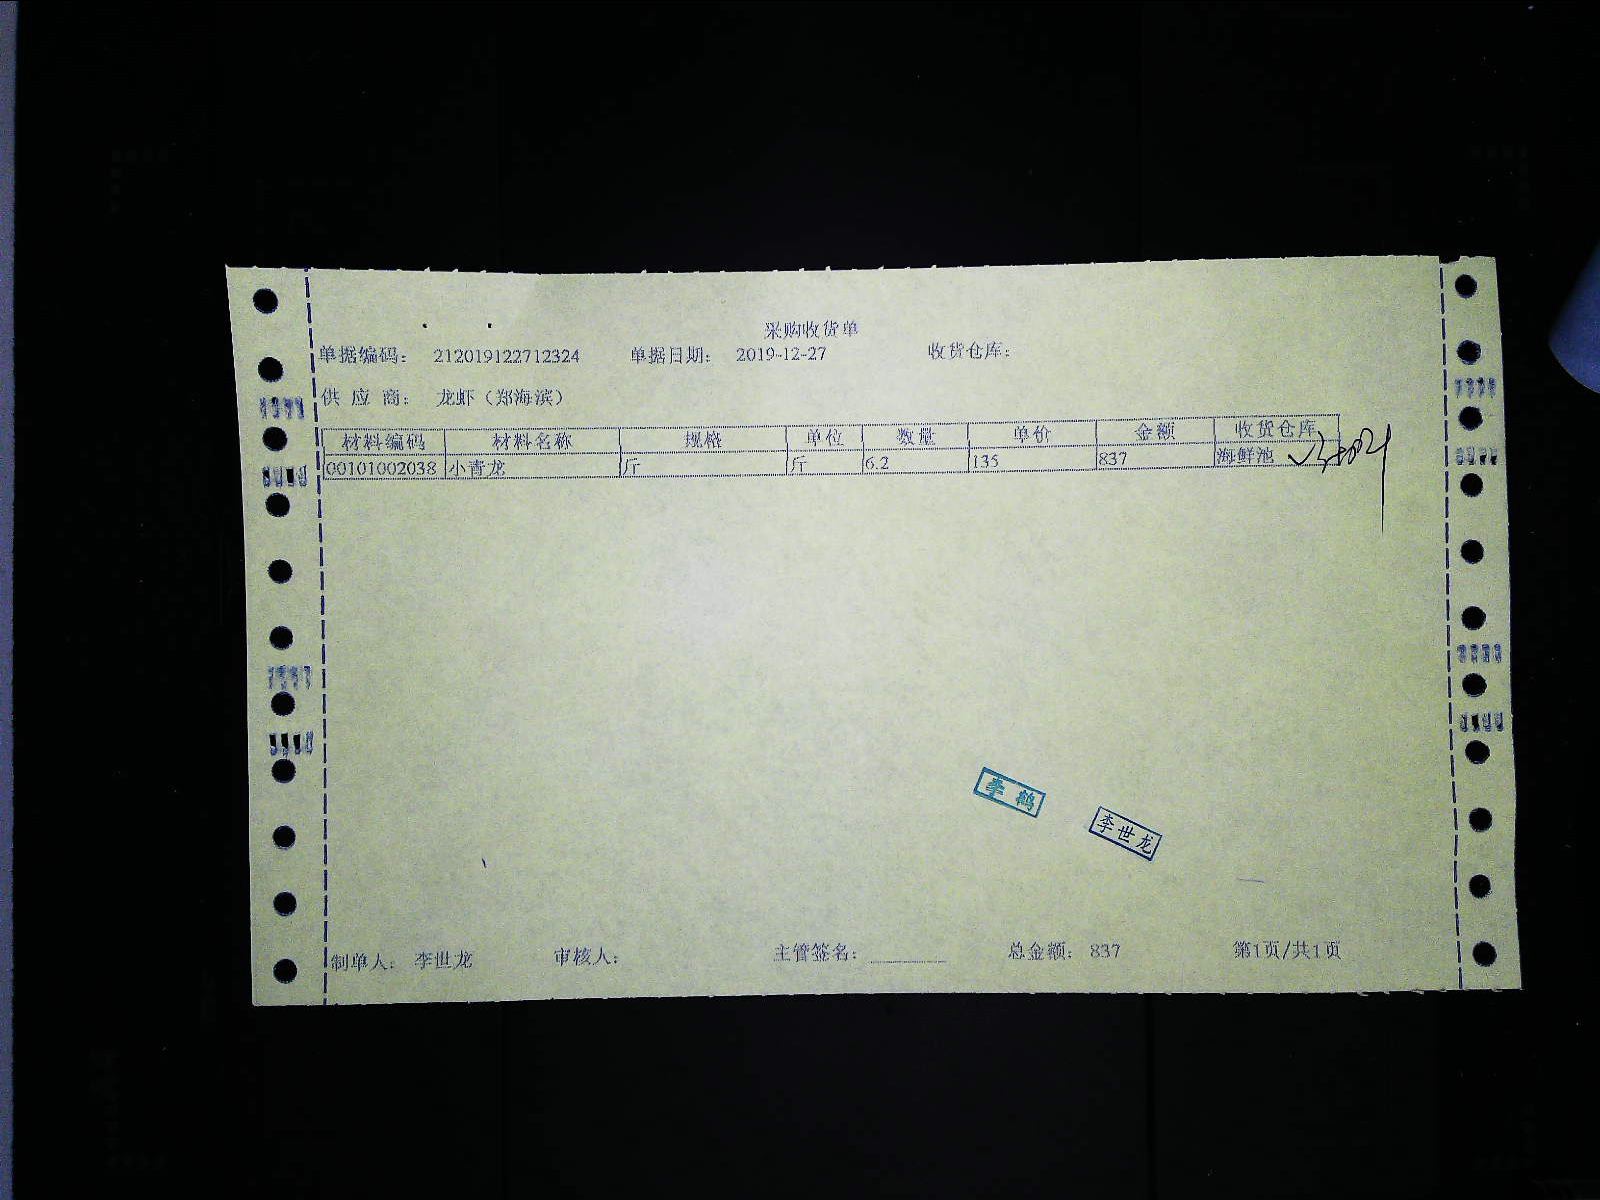 采购收货单
单据编码： 212019122712324 单据日期： 2019-12-27 收货仓库：
供 应 商： 龙虾（郑海滨）
材料编码 材料名称 规格 单位 数量 单价 金额 收货仓库
00101002038 小青龙 斤 斤 6.2 135 837 海鲜池
李鹤
李世龙
制单人： 李世龙 审核人： 主管签名：________ 总金额： 837 第1页/共1页